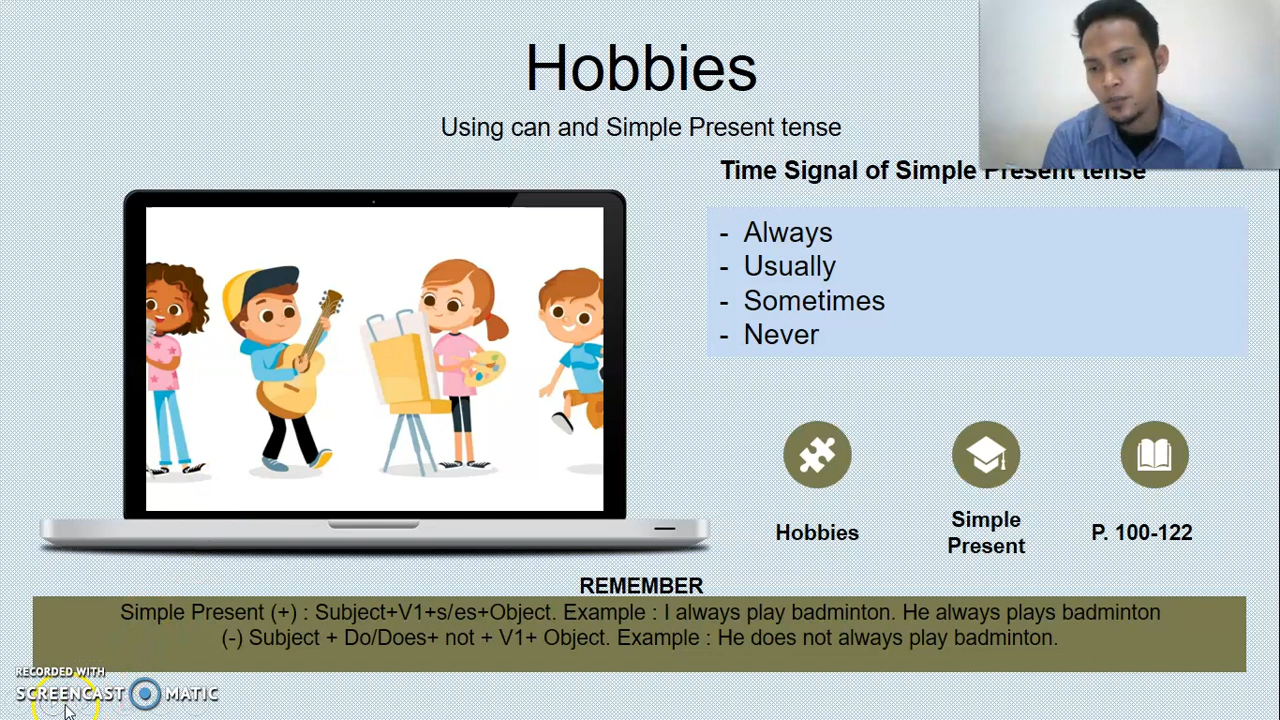 Hobbies
Using can and Simple Present tense
Time Signal of Simple Present tense
- Always
- Usually
- Sometimes
- Never
Hobbies
Simple
Present
P. 100-122
REMEMBER
Simple Present (+) : Subject+V1+s/es+Object. Example : I always play badminton. He always plays badminton
(-) Subject + Do/Does+ not + V1+ Object. Example : He does not always play badminton.
RECORDED WITH
SCREENCAST MATIC